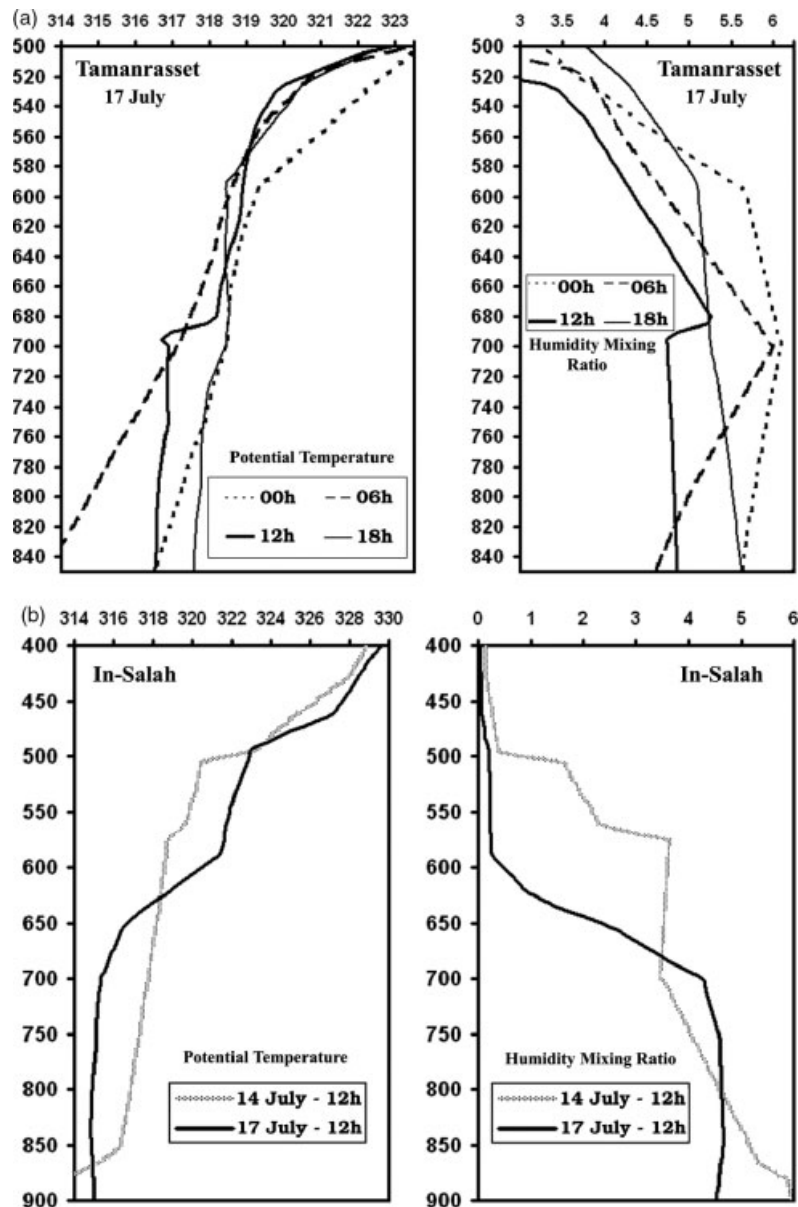 (a)
314 315 316 317 318 319 320 321 322 323
3 3.5 4 4.5 5 5.5 6
500
520
540
560
580
600
620
640
660
680
700
720
740
760
780
800
820
840
Tamanrasset
17 July
Potential Temperature
00h 06h
12h 18h
500
520
540
560
580
600
620
640
660
680
700
720
740
760
780
800
820
840
Tamanrasset
17 July
00h 06h
12h 18h
Humidity Mixing
Ratio
(b)
314 316 318 320 322 324 326 328 330
0 1 2 3 4 5 6
400
450
500
550
600
650
700
750
800
850
900
In-Salah
Potential Temperature
14 July - 12h
17 July - 12h
400
450
500
550
600
650
700
750
800
850
900
In-Salah
Humidity Mixing Ratio
14 July - 12h
17 July - 12h